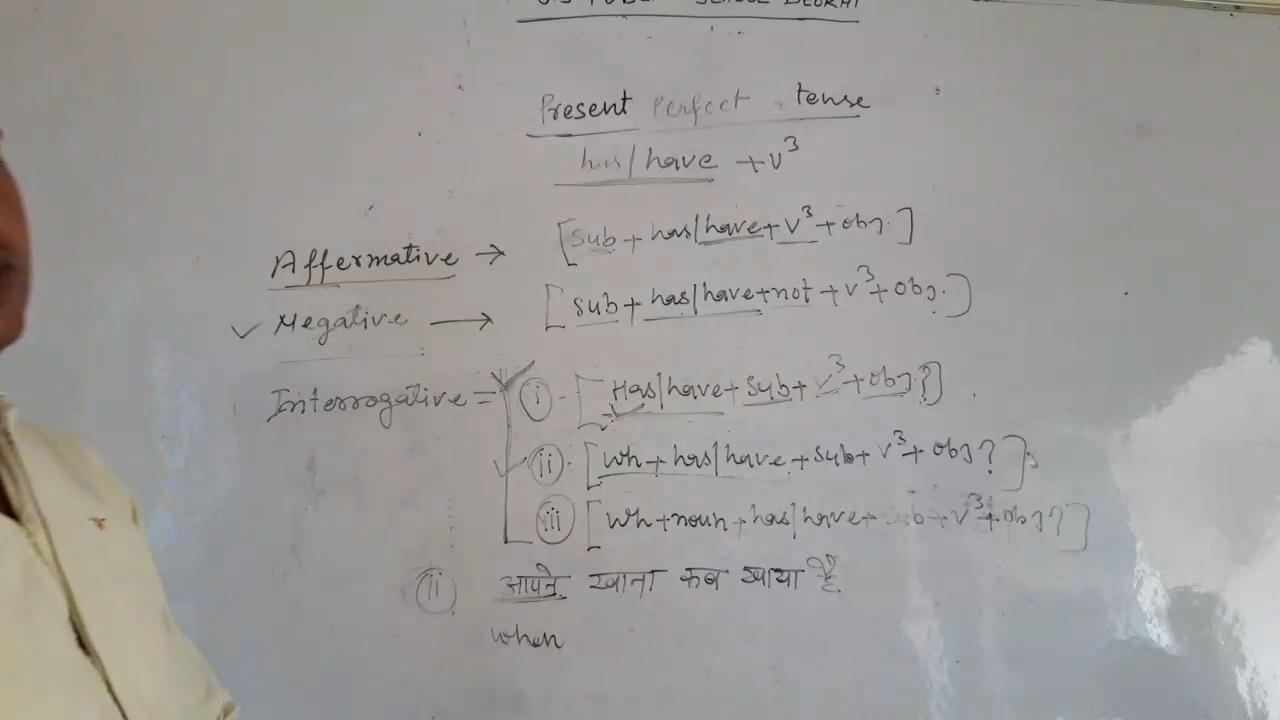 Present Perfect tense
has/have + v³
Affermative → [sub + has/have + v³ + obj.]
✓ Negative → [sub + has/have + not + v³ + obj.]
Interrogative = (i) - [Has/have + sub + v³ + obj.?]
(ii) - [wh + has/have + sub + v³ + obj?]
(iii) [wh + noun + has/have + sub + v³ + obj?]
(ii) आपने खाना कब खाया है
when